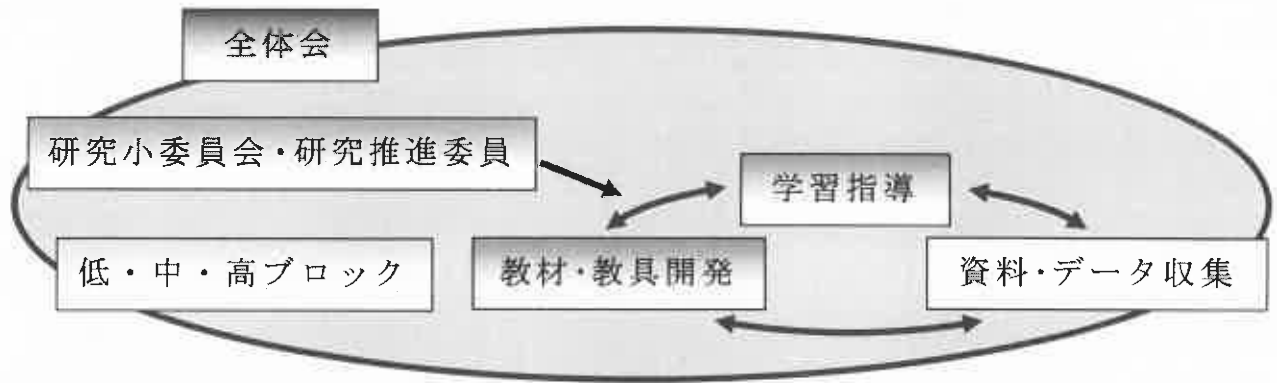 全体会
研究小委員会・研究推進委員
学習指導
低・中・高ブロック
教材・教具開発
資料・データ収集